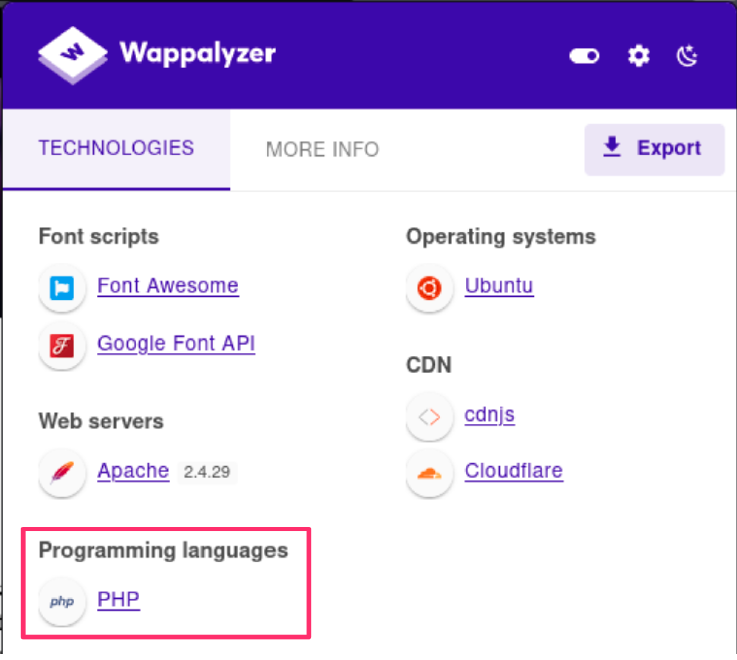 Wappalyzer
TECHNOLOGIES
MORE INFO
Export
Font scripts
Font Awesome
Google Font API
Web servers
Apache 2.4.29
Programming languages
php PHP
Operating systems
Ubuntu
CDN
cdnjs
Cloudflare